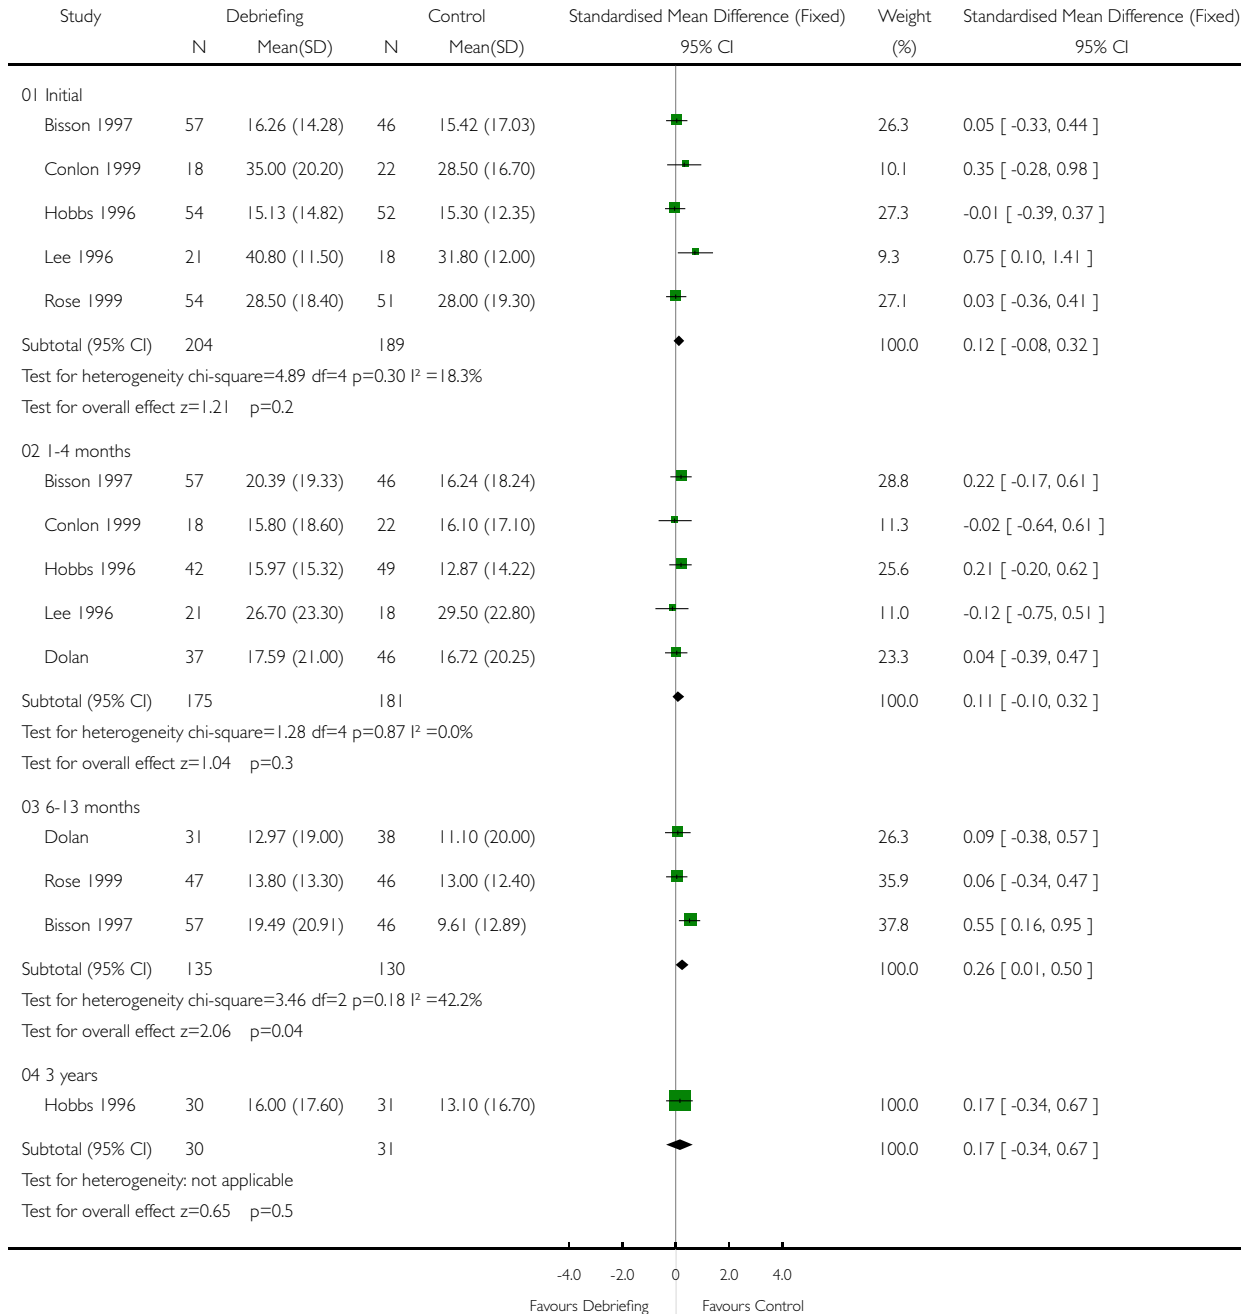 Study Debriefing Control Standardised Mean Difference (Fixed) Weight Standardised Mean Difference (Fixed)
N Mean(SD) N Mean(SD) 95% CI (%) 95% CI
01 Initial
Bisson 1997 57 16.26 (14.28) 46 15.42 (17.03) 26.3 0.05 [ -0.33, 0.44 ]
Conlon 1999 18 35.00 (20.20) 22 28.50 (16.70) 10.1 0.35 [ -0.28, 0.98 ]
Hobbs 1996 54 15.13 (14.82) 52 15.30 (12.35) 27.3 -0.01 [ -0.39, 0.37 ]
Lee 1996 21 40.80 (11.50) 18 31.80 (12.00) 9.3 0.75 [ 0.10, 1.41 ]
Rose 1999 54 28.50 (18.40) 51 28.00 (19.30) 27.1 0.03 [ -0.36, 0.41 ]
Subtotal (95% CI) 204 189 100.0 0.12 [ -0.08, 0.32 ]
Test for heterogeneity chi-square=4.89 df=4 p=0.30 I² =18.3%
Test for overall effect z=1.21 p=0.2
02 1-4 months
Bisson 1997 57 20.39 (19.33) 46 16.24 (18.24) 28.8 0.22 [ -0.17, 0.61 ]
Conlon 1999 18 15.80 (18.60) 22 16.10 (17.10) 11.3 -0.02 [ -0.64, 0.61 ]
Hobbs 1996 42 15.97 (15.32) 49 12.87 (14.22) 25.6 0.21 [ -0.20, 0.62 ]
Lee 1996 21 26.70 (23.30) 18 29.50 (22.80) 11.0 -0.12 [ -0.75, 0.51 ]
Dolan 37 17.59 (21.00) 46 16.72 (20.25) 23.3 0.04 [ -0.39, 0.47 ]
Subtotal (95% CI) 175 181 100.0 0.11 [ -0.10, 0.32 ]
Test for heterogeneity chi-square=1.28 df=4 p=0.87 I² =0.0%
Test for overall effect z=1.04 p=0.3
03 6-13 months
Dolan 31 12.97 (19.00) 38 11.10 (20.00) 26.3 0.09 [ -0.38, 0.57 ]
Rose 1999 47 13.80 (13.30) 46 13.00 (12.40) 35.9 0.06 [ -0.34, 0.47 ]
Bisson 1997 57 19.49 (20.91) 46 9.61 (12.89) 37.8 0.55 [ 0.16, 0.95 ]
Subtotal (95% CI) 135 130 100.0 0.26 [ 0.01, 0.50 ]
Test for heterogeneity chi-square=3.46 df=2 p=0.18 I² =42.2%
Test for overall effect z=2.06 p=0.04
04 3 years
Hobbs 1996 30 16.00 (17.60) 31 13.10 (16.70) 100.0 0.17 [ -0.34, 0.67 ]
Subtotal (95% CI) 30 31 100.0 0.17 [ -0.34, 0.67 ]
Test for heterogeneity: not applicable
Test for overall effect z=0.65 p=0.5
-4.0 -2.0 0 2.0 4.0
Favours Debriefing Favours Control